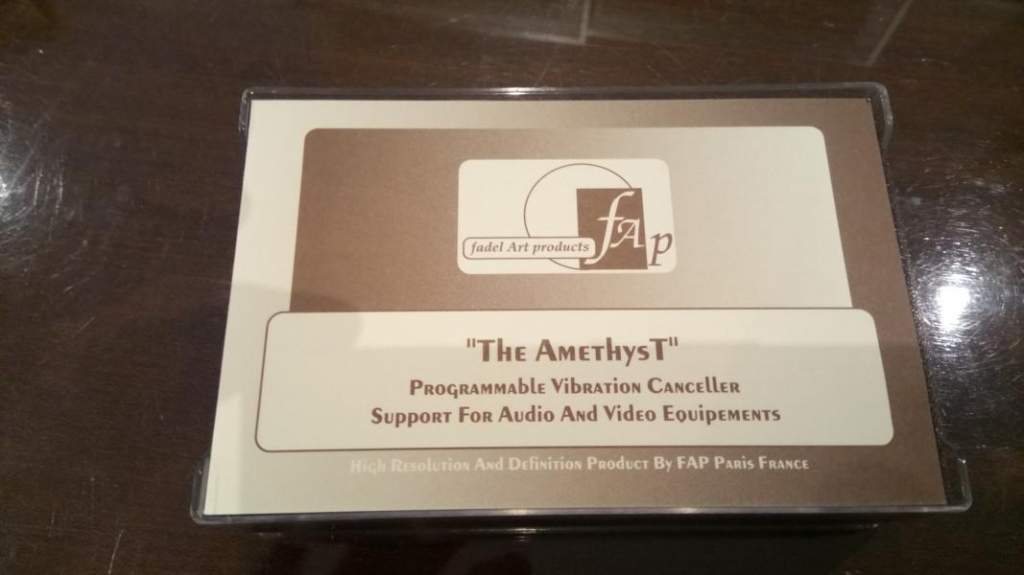 fadel Art products
fAp
"The AmethysT"
Programmable Vibration Canceller
Support For Audio And Video Equipements
High Resolution And Definition Product By FAP Paris France